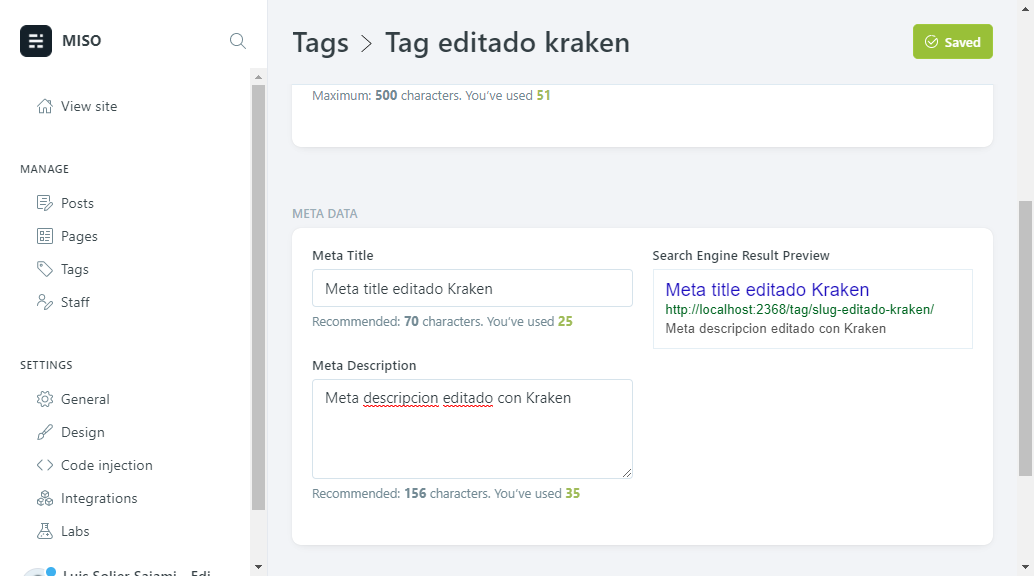 MISO
View site
MANAGE
Posts
Pages
Tags
Staff
SETTINGS
General
Design
Code injection
Integrations
Labs
Tags > Tag editado kraken
Saved
Maximum: 500 characters. You've used 51
META DATA
Meta Title
Meta title editado Kraken
Recommended: 70 characters. You've used 25
Meta Description
Meta descripcion editado con Kraken
Recommended: 156 characters. You've used 35
Search Engine Result Preview
Meta title editado Kraken
http://localhost:2368/tag/slug-editado-kraken/
Meta descripcion editado con Kraken